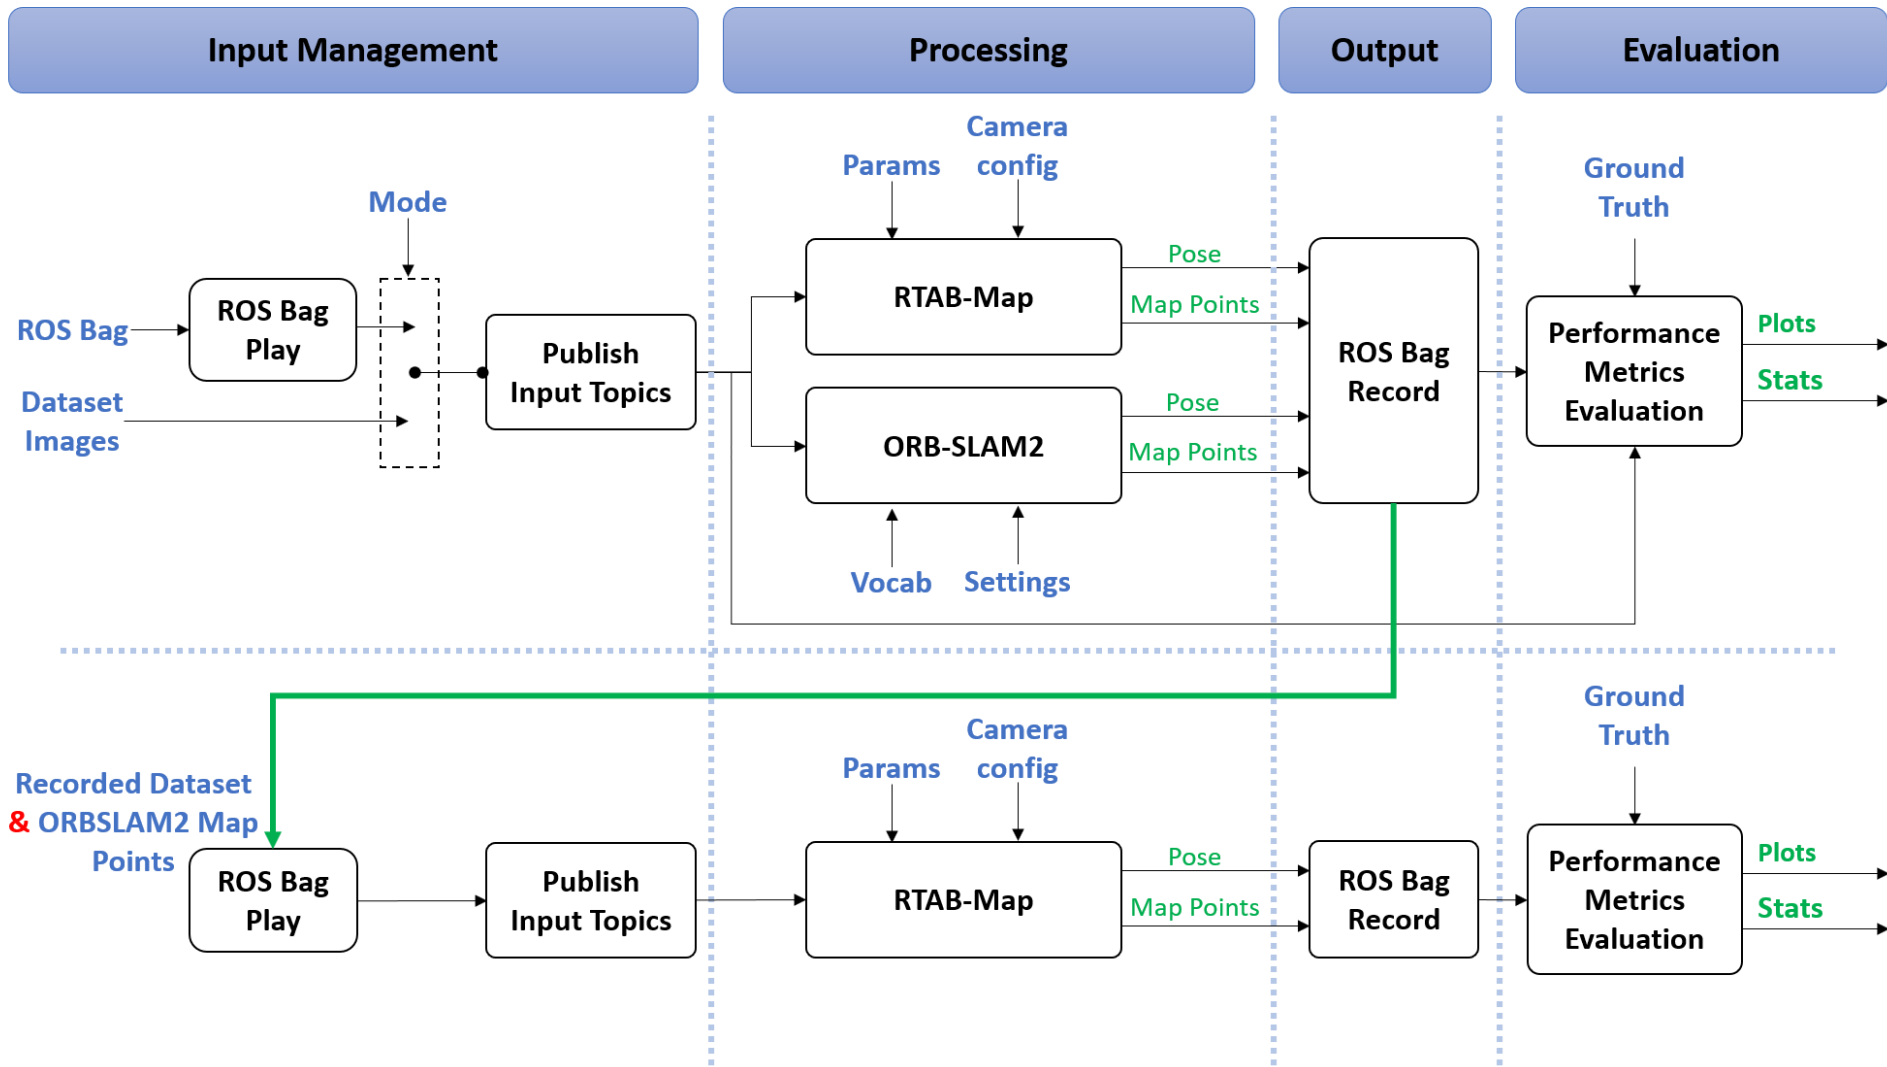 Input Management
Processing
Output
Evaluation
Mode
ROS Bag
ROS Bag
Play
Dataset
Images
Publish
Input Topics
Params
Camera
config
RTAB-Map
Pose
Map Points
ORB-SLAM2
Pose
Map Points
Vocab
Settings
ROS Bag
Record
Ground
Truth
Performance
Metrics
Evaluation
Plots
Stats
Recorded Dataset
& ORBSLAM2 Map
Points
ROS Bag
Play
Publish
Input Topics
Params
Camera
config
RTAB-Map
Pose
Map Points
ROS Bag
Record
Ground
Truth
Performance
Metrics
Evaluation
Plots
Stats